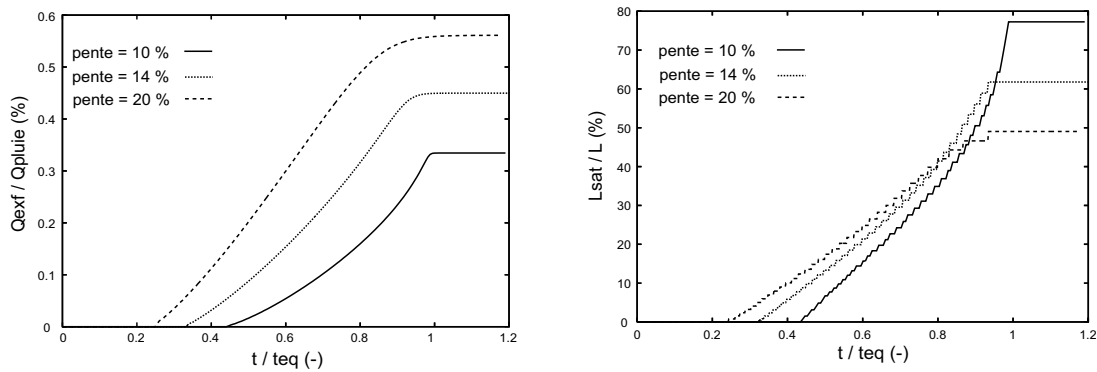 0.6
0.5
0.4
0.3
0.2
0.1
0
Qexf / Qpluie (%)
pente = 10 %
pente = 14 %
pente = 20 %
0 0.2 0.4 0.6 0.8 1 1.2
t / teq (-)
80
70
60
50
40
30
20
10
0
Lsat / L (%)
pente = 10 %
pente = 14 %
pente = 20 %
0 0.2 0.4 0.6 0.8 1 1.2
t / teq (-)